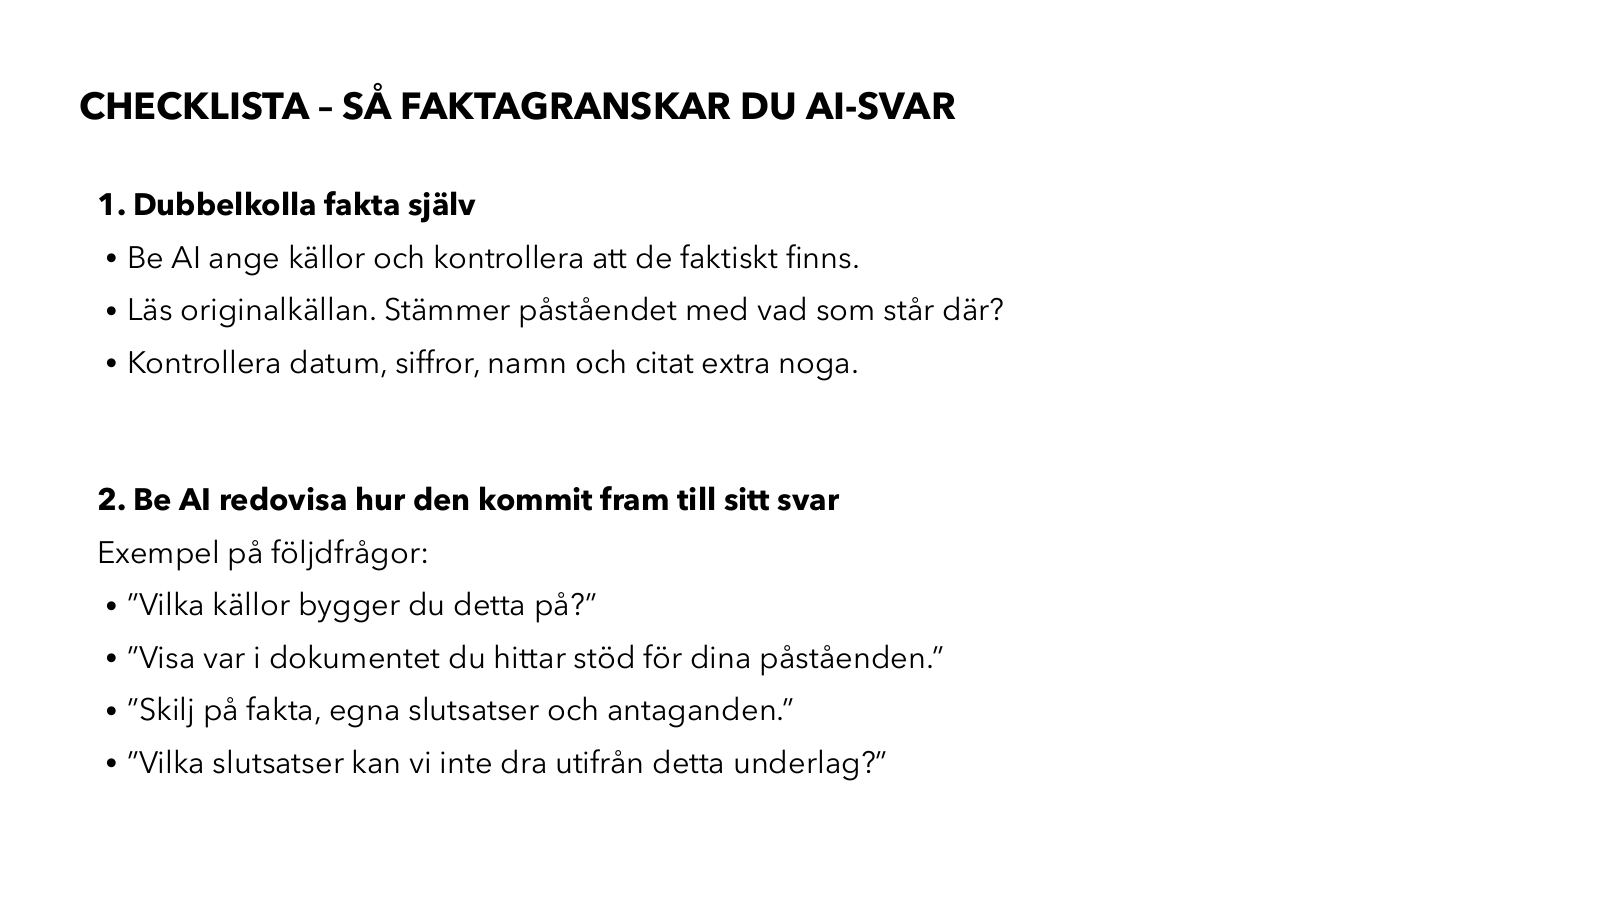 CHECKLISTA – SÅ FAKTAGRANSKAR DU AI-SVAR
1. Dubbelkolla fakta själv
• Be AI ange källor och kontrollera att de faktiskt finns.
• Läs originalkällan. Stämmer påståendet med vad som står där?
• Kontrollera datum, siffror, namn och citat extra noga.
2. Be AI redovisa hur den kommit fram till sitt svar
Exempel på följdfrågor:
• ”Vilka källor bygger du detta på?”
• ”Visa var i dokumentet du hittar stöd för dina påståenden.”
• ”Skilj på fakta, egna slutsatser och antaganden.”
• ”Vilka slutsatser kan vi inte dra utifrån detta underlag?”